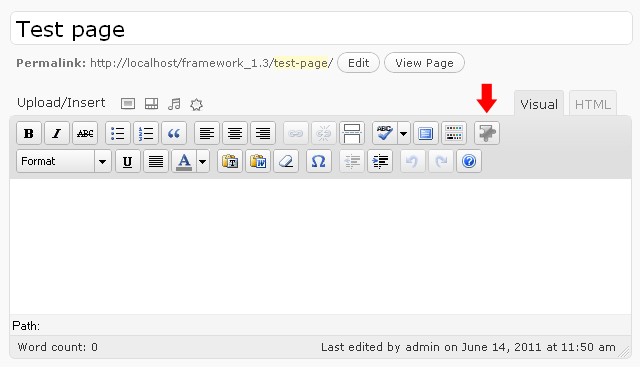 Test page
Permalink: http://localhost/framework_1.3/test-page/ Edit View Page
Upload/Insert Visual HTML
B I ABC “ ABC
Format U A T W Ω ?
Path:
Word count: 0 Last edited by admin on June 14, 2011 at 11:50 am